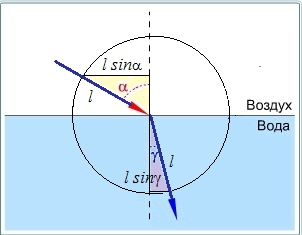 l sinα
α
l
Воздух
Вода
γ
l
l sinγ